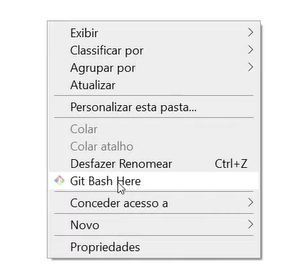 Exibir
Classificar por
Agrupar por
Atualizar
Personalizar esta pasta...
Colar
Colar atalho
Desfazer Renomear Ctrl+Z
Git Bash Here
Conceder acesso a
Novo
Propriedades